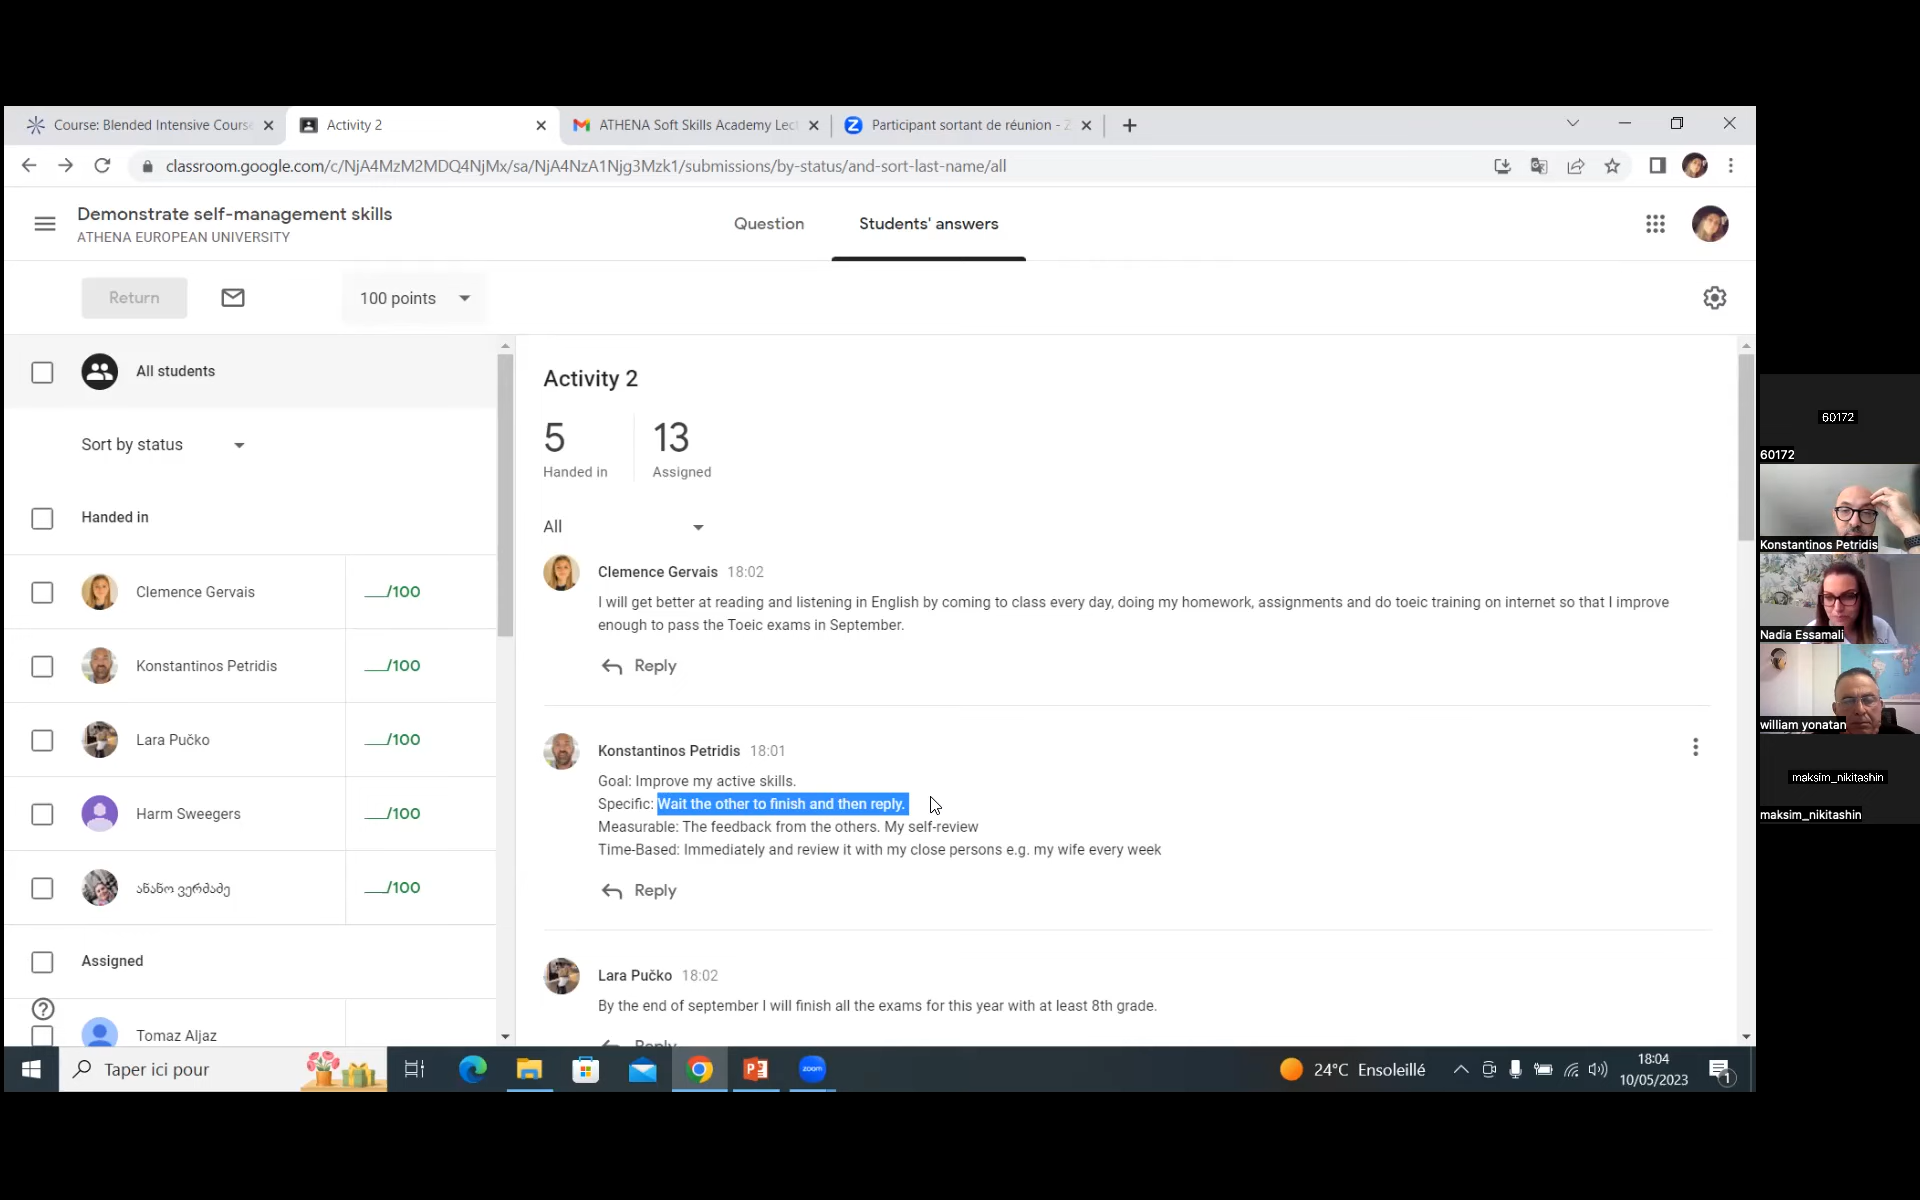 Course: Blended Intensive Course
Activity 2
ATHENA Soft Skills Academy Lect
Participant sortant de réunion - Z
classroom.google.com/c/NjA4MzM2MDQ4NjMx/sa/NjA4NzA1Njg3Mzk1/submissions/by-status/and-sort-last-name/all
Demonstrate self-management skills
ATHENA EUROPEAN UNIVERSITY
Question
Students' answers
Return
100 points
All students
Sort by status
Handed in
Clemence Gervais
__/100
Konstantinos Petridis
__/100
Lara Pučko
__/100
Harm Sweegers
__/100
ანანო ვერძაძე
__/100
Assigned
Tomaz Aljaz
Activity 2
5
13
Handed in
Assigned
All
Clemence Gervais 18:02
I will get better at reading and listening in English by coming to class every day, doing my homework, assignments and do toeic training on internet so that I improve
enough to pass the Toeic exams in September.
Reply
Konstantinos Petridis 18:01
Goal: Improve my active skills.
Specific: Wait the other to finish and then reply.
Measurable: The feedback from the others. My self-review
Time-Based: Immediately and review it with my close persons e.g. my wife every week
Reply
Lara Pučko 18:02
By the end of september I will finish all the exams for this year with at least 8th grade.
Reply
60172
60172
Konstantinos Petridis
Nadia Essamali
william yonatan
maksim_nikitashin
maksim_nikitashin
Taper ici pour
zoom
24°C Ensoleillé
18:04
10/05/2023
1